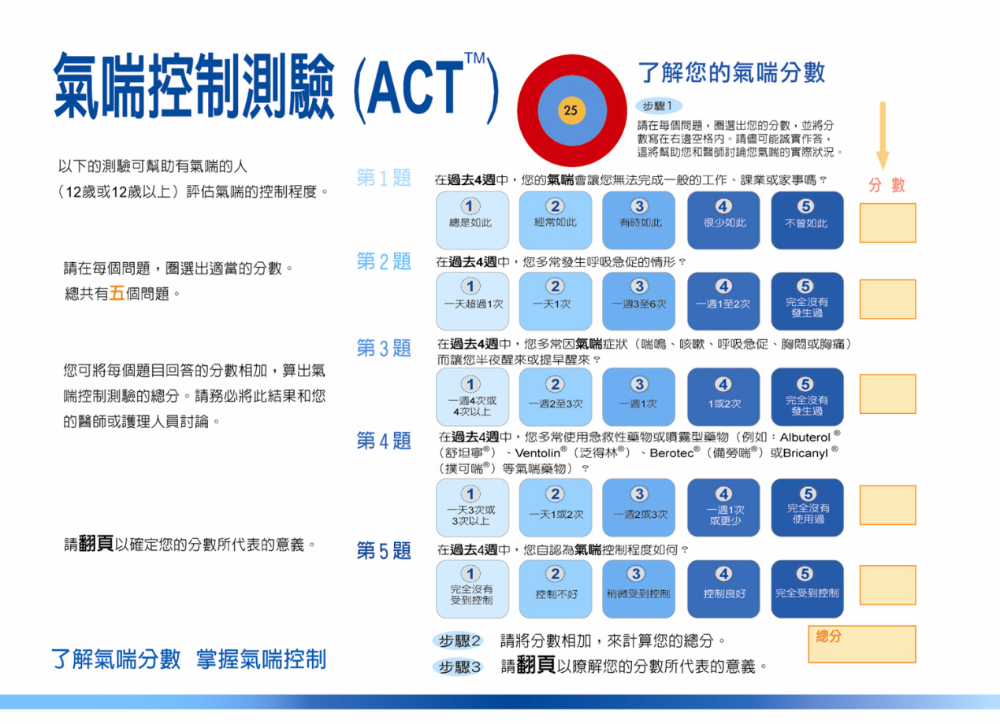 氣喘控制測驗 (ACT™)
25
了解您的氣喘分數
步驟1
請在每個問題，圈選出您的分數，並將分
數寫在右邊空格內。請儘可能誠實作答，
這將幫助您和醫師討論您氣喘的實際狀況。
分 數
以下的測驗可幫助有氣喘的人
（12歲或12歲以上）評估氣喘的控制程度。
請在每個問題，圈選出適當的分數。
總共有五個問題。
您可將每個題目回答的分數相加，算出氣
喘控制測驗的總分。請務必將此結果和您
的醫師或護理人員討論。
請翻頁以確定您的分數所代表的意義。
了解氣喘分數 掌握氣喘控制
第1題
在過去4週中，您的氣喘會讓您無法完成一般的工作、課業或家事嗎？
1 總是如此
2 經常如此
3 有時如此
4 很少如此
5 不曾如此
第2題
在過去4週中，您多常發生呼吸急促的情形？
1 一天超過1次
2 一天1次
3 一週3至6次
4 一週1至2次
5 完全沒有
發生過
第3題
在過去4週中，您多常因氣喘症狀（喘鳴、咳嗽、呼吸急促、胸悶或胸痛）
而讓您半夜醒來或提早醒來？
1 一週4次或
4次以上
2 一週2至3次
3 一週1次
4 1或2次
5 完全沒有
發生過
第4題
在過去4週中，您多常使用急救性藥物或噴霧型藥物（例如：Albuterol®
（舒坦寧®）、Ventolin®（泛得林®）、Berotec®（備勞喘®）或Bricanyl®
（撲可喘®）等氣喘藥物）？
1 一天3次或
3次以上
2 一天1或2次
3 一週2或3次
4 一週1次
或更少
5 完全沒有
使用過
第5題
在過去4週中，您自認為氣喘控制程度如何？
1 完全沒有
受到控制
2 控制不好
3 稍微受到控制
4 控制良好
5 完全受到控制
步驟2 請將分數相加，來計算您的總分。
總分
步驟3 請翻頁以瞭解您的分數所代表的意義。